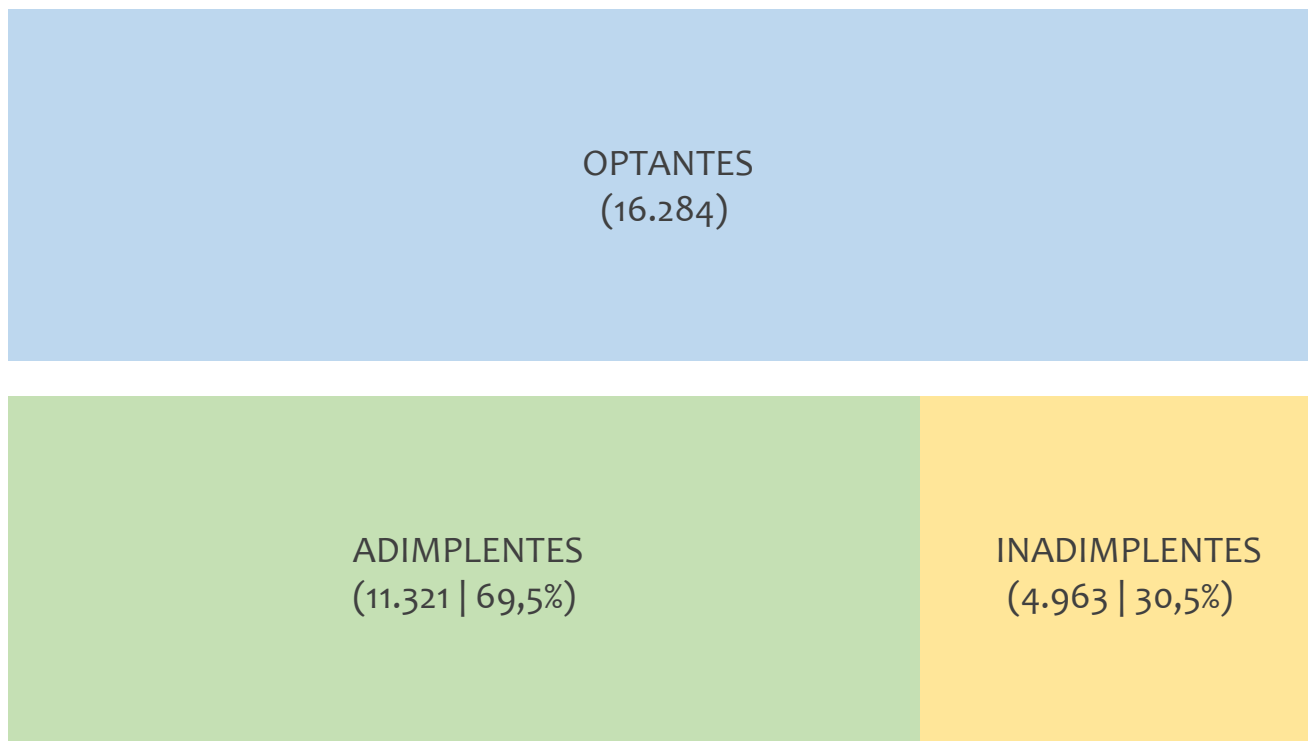 OPTANTES
(16.284)
ADIMPLENTES
(11.321 | 69,5%)
INADIMPLENTES
(4.963 | 30,5%)